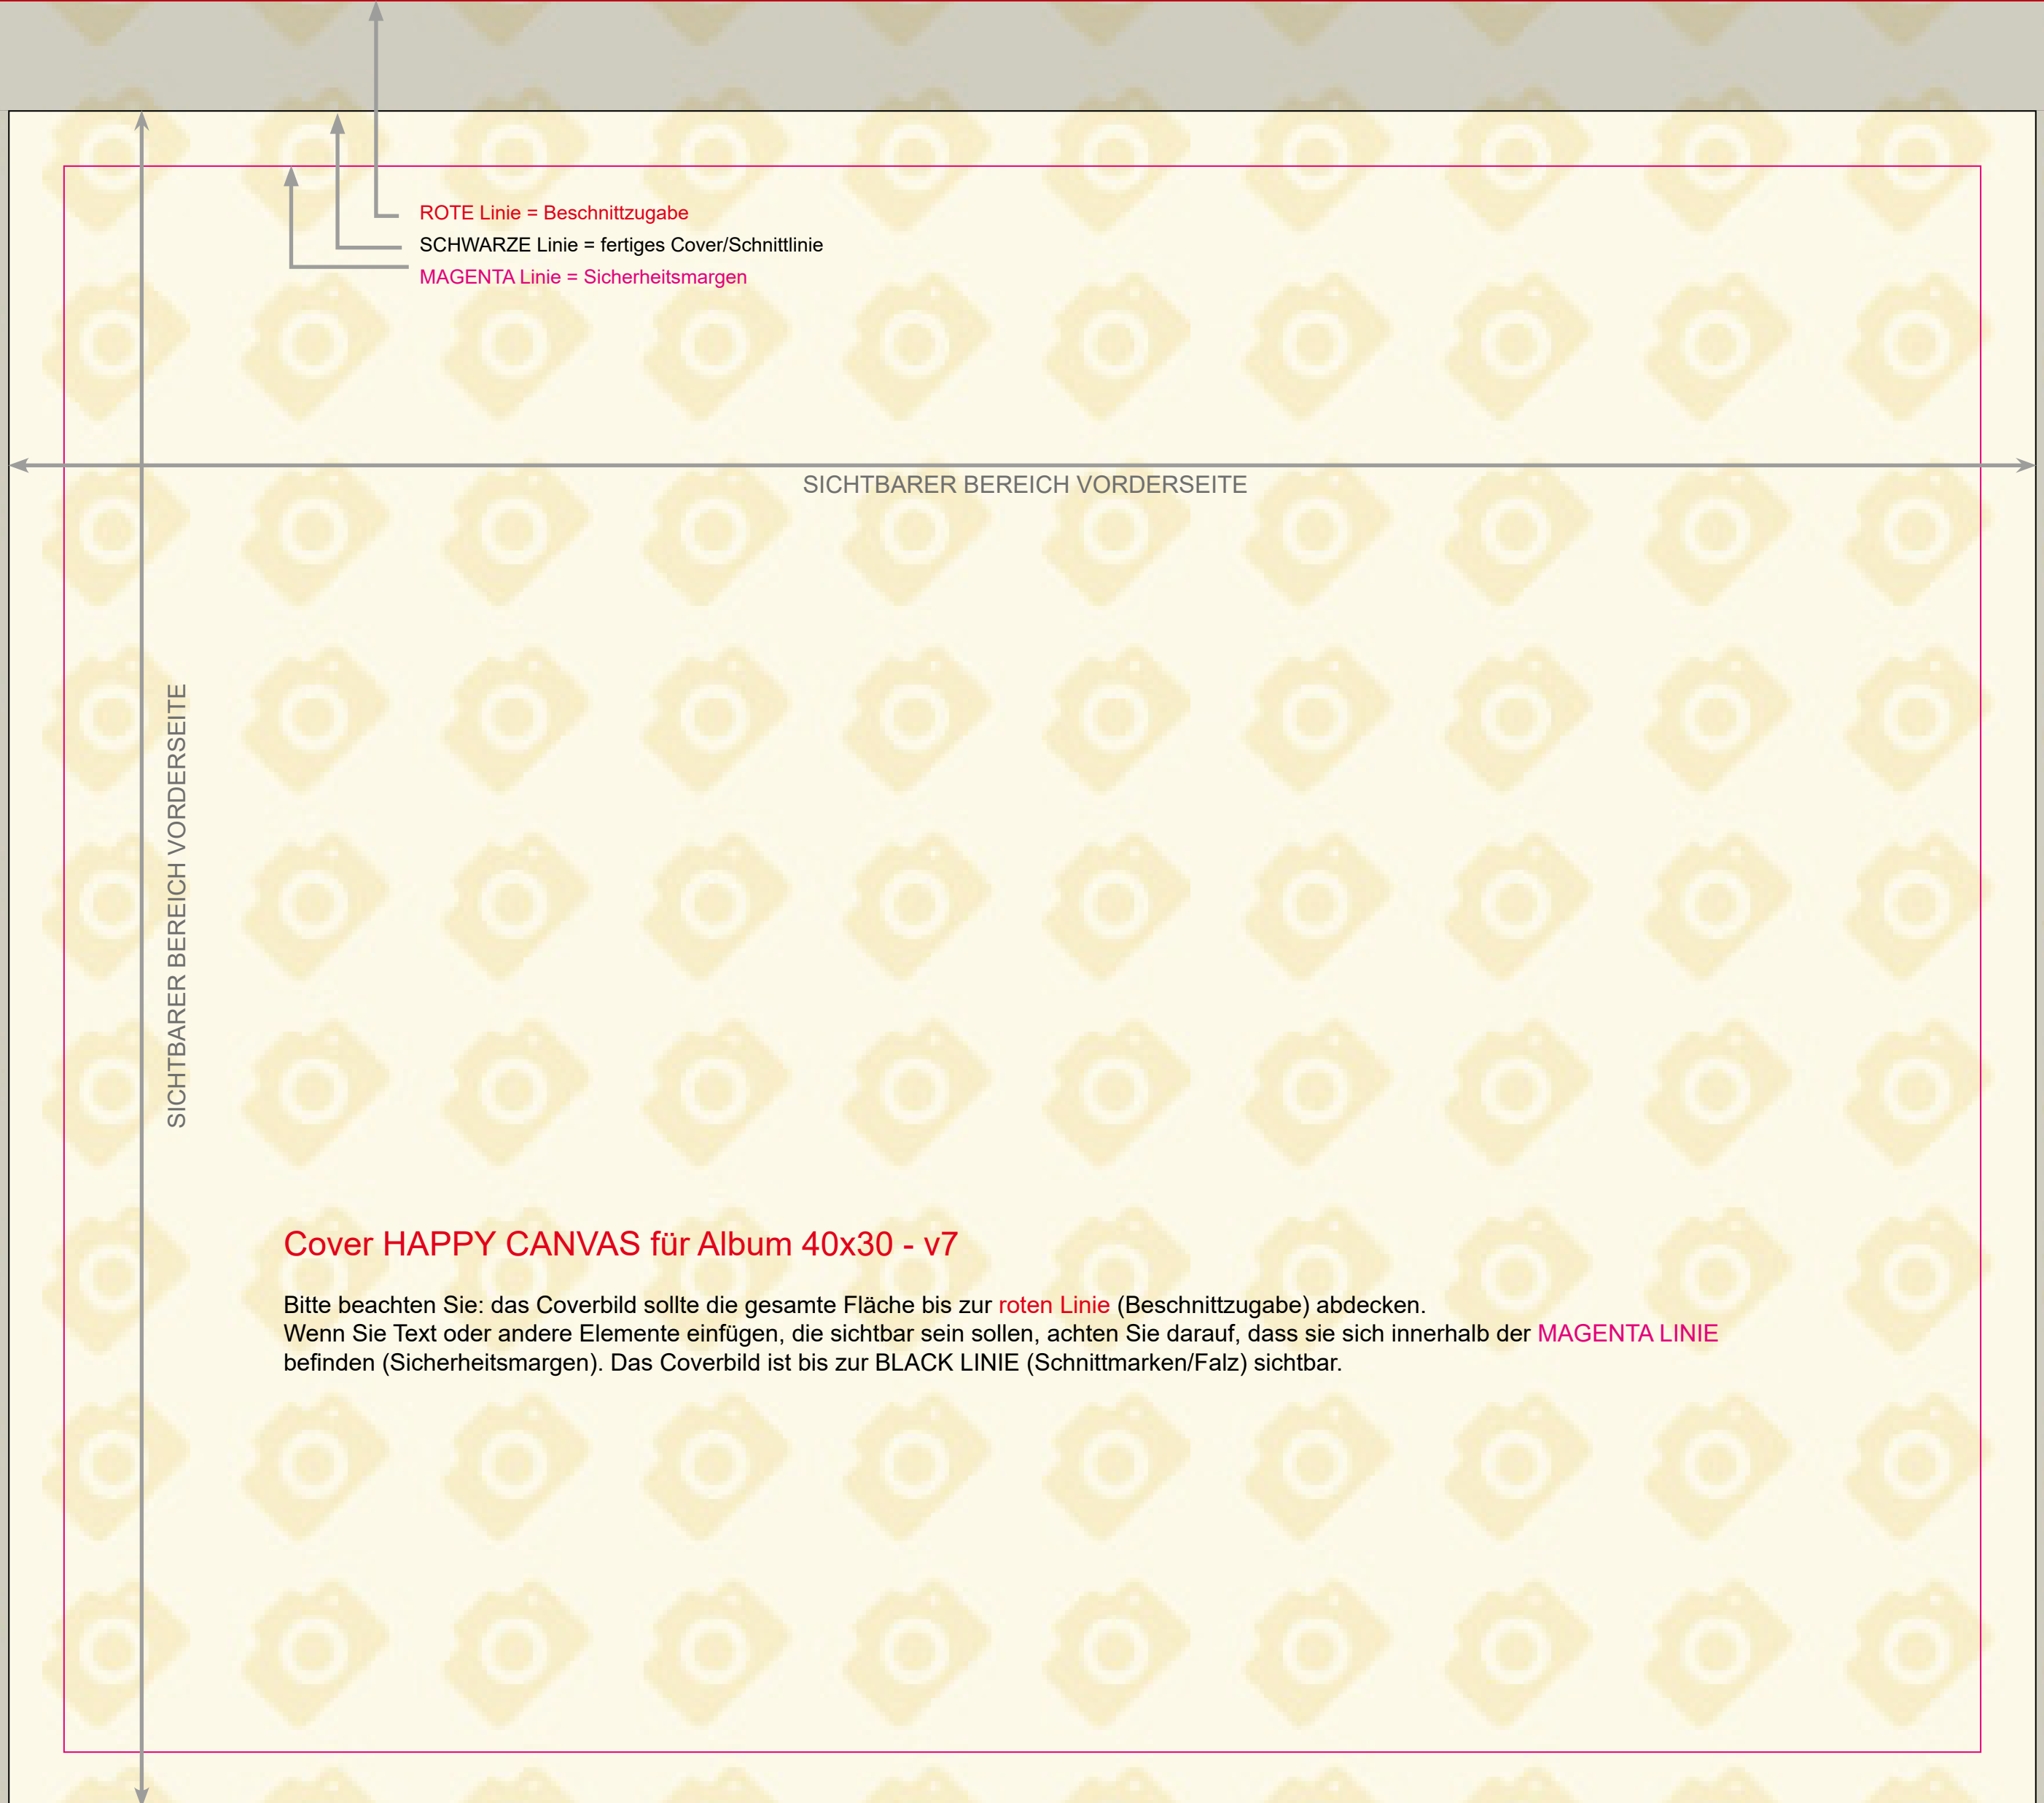 ROTE Linie = Beschnittzugabe
SCHWARZE Linie = fertiges Cover/Schnittlinie
MAGENTA Linie = Sicherheitsmargen
SICHTBARER BEREICH VORDERSEITE
SICHTBARER BEREICH VORDERSEITE
Cover HAPPY CANVAS für Album 40x30 - v7
Bitte beachten Sie: das Coverbild sollte die gesamte Fläche bis zur roten Linie (Beschnittzugabe) abdecken.
Wenn Sie Text oder andere Elemente einfügen, die sichtbar sein sollen, achten Sie darauf, dass sie sich innerhalb der MAGENTA LINIE
befinden (Sicherheitsmargen). Das Coverbild ist bis zur BLACK LINIE (Schnittmarken/Falz) sichtbar.